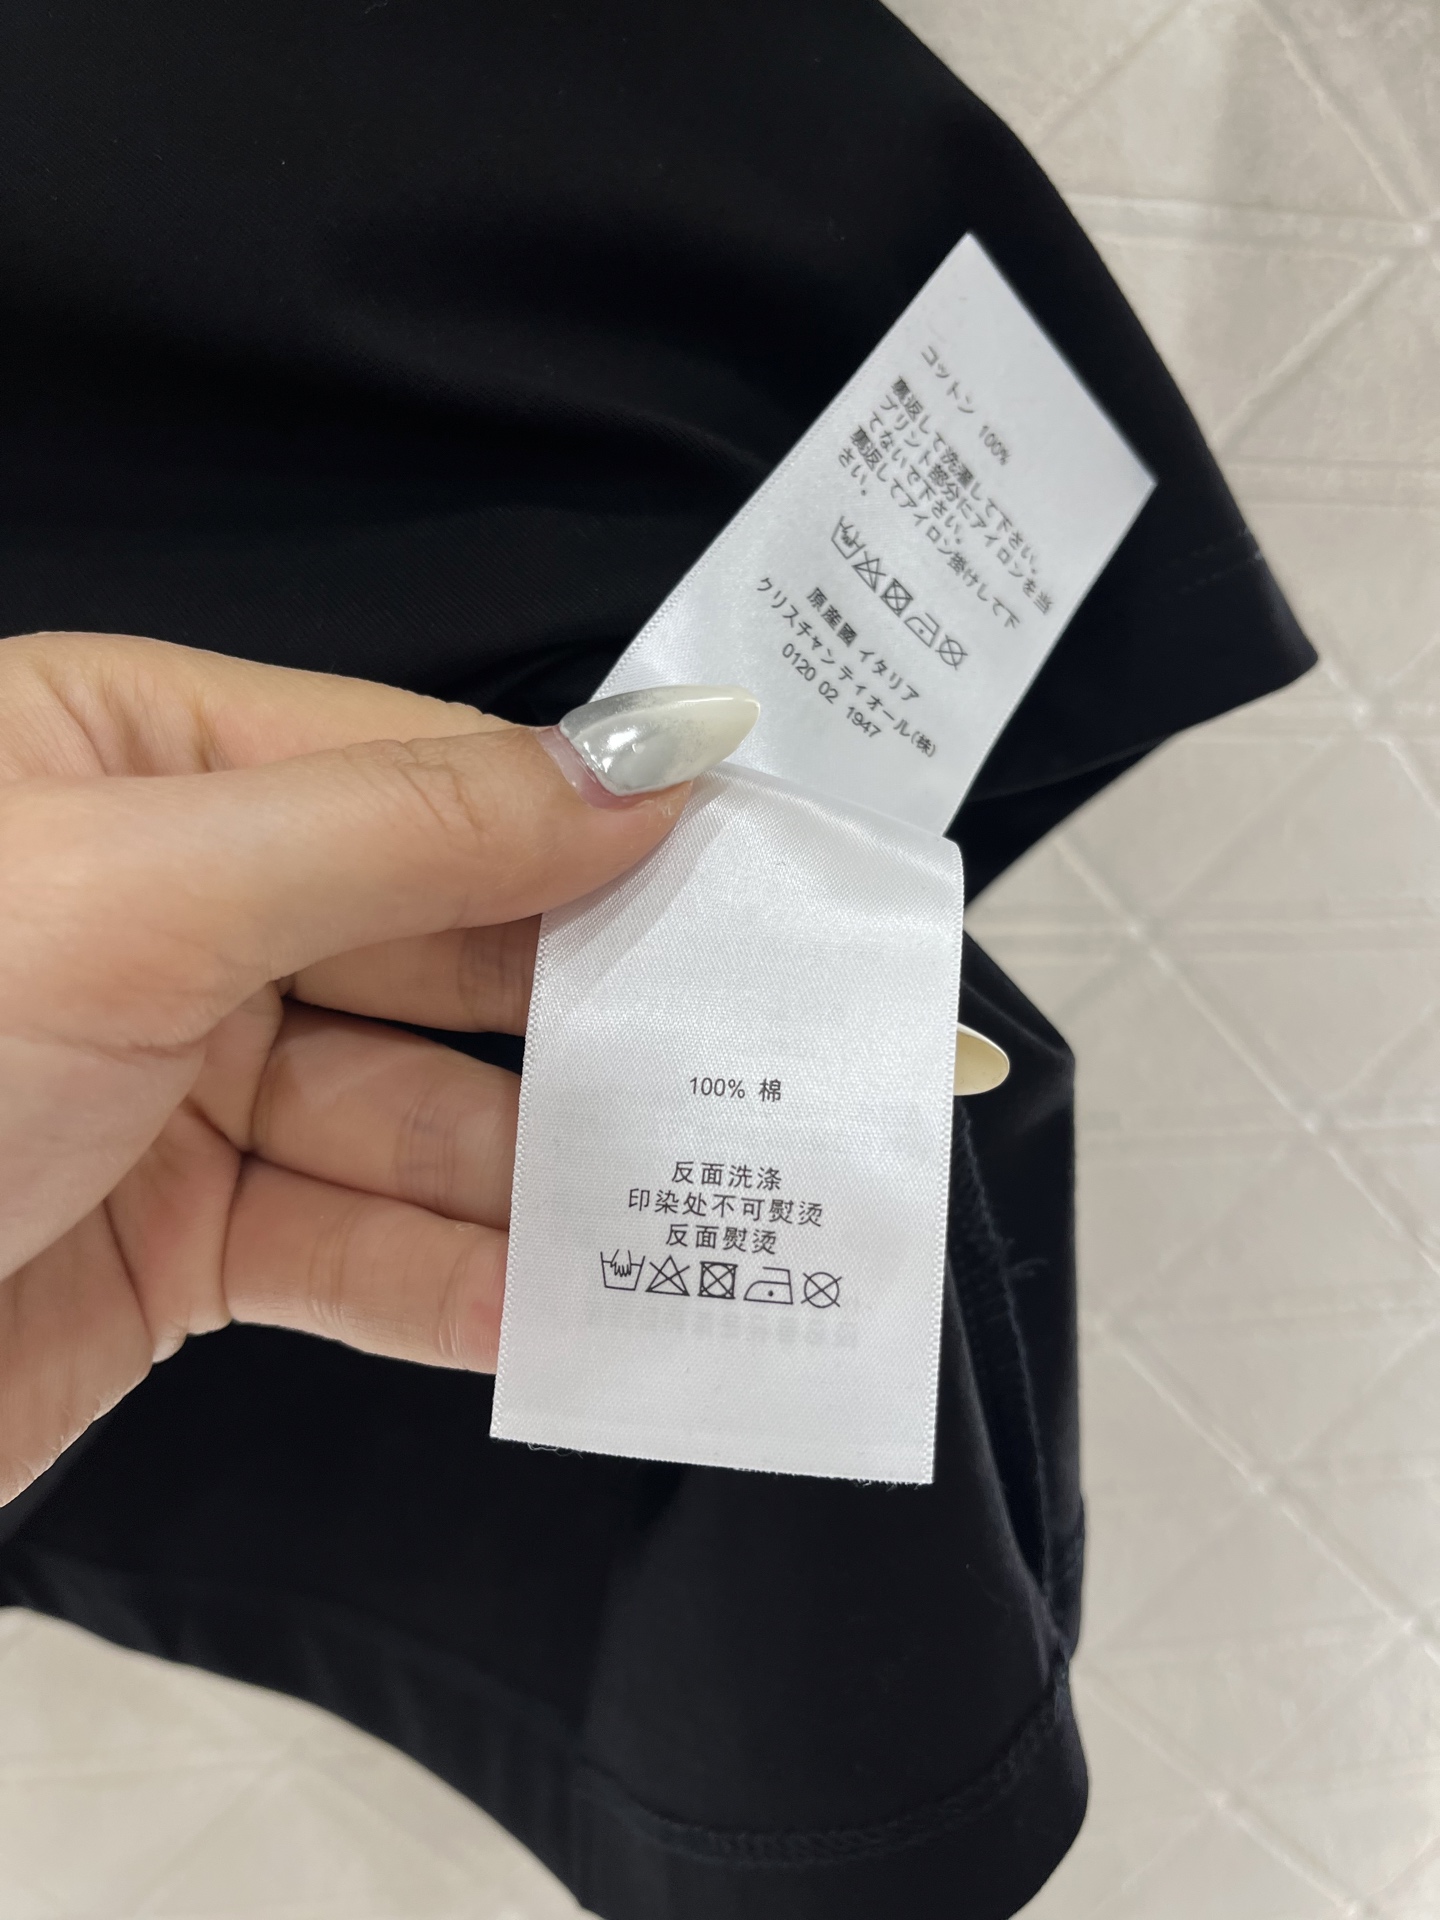 コットン 100%
裏返して洗濯して下さい。
プリント部分にアイロンを当
てないで下さい。
裏返してアイロン掛けして下
さい。
原産國 イタリア
クリスチャンディオール(株)
0120 02 1947
100% 棉
反面洗涤
印染处不可熨烫
反面熨烫